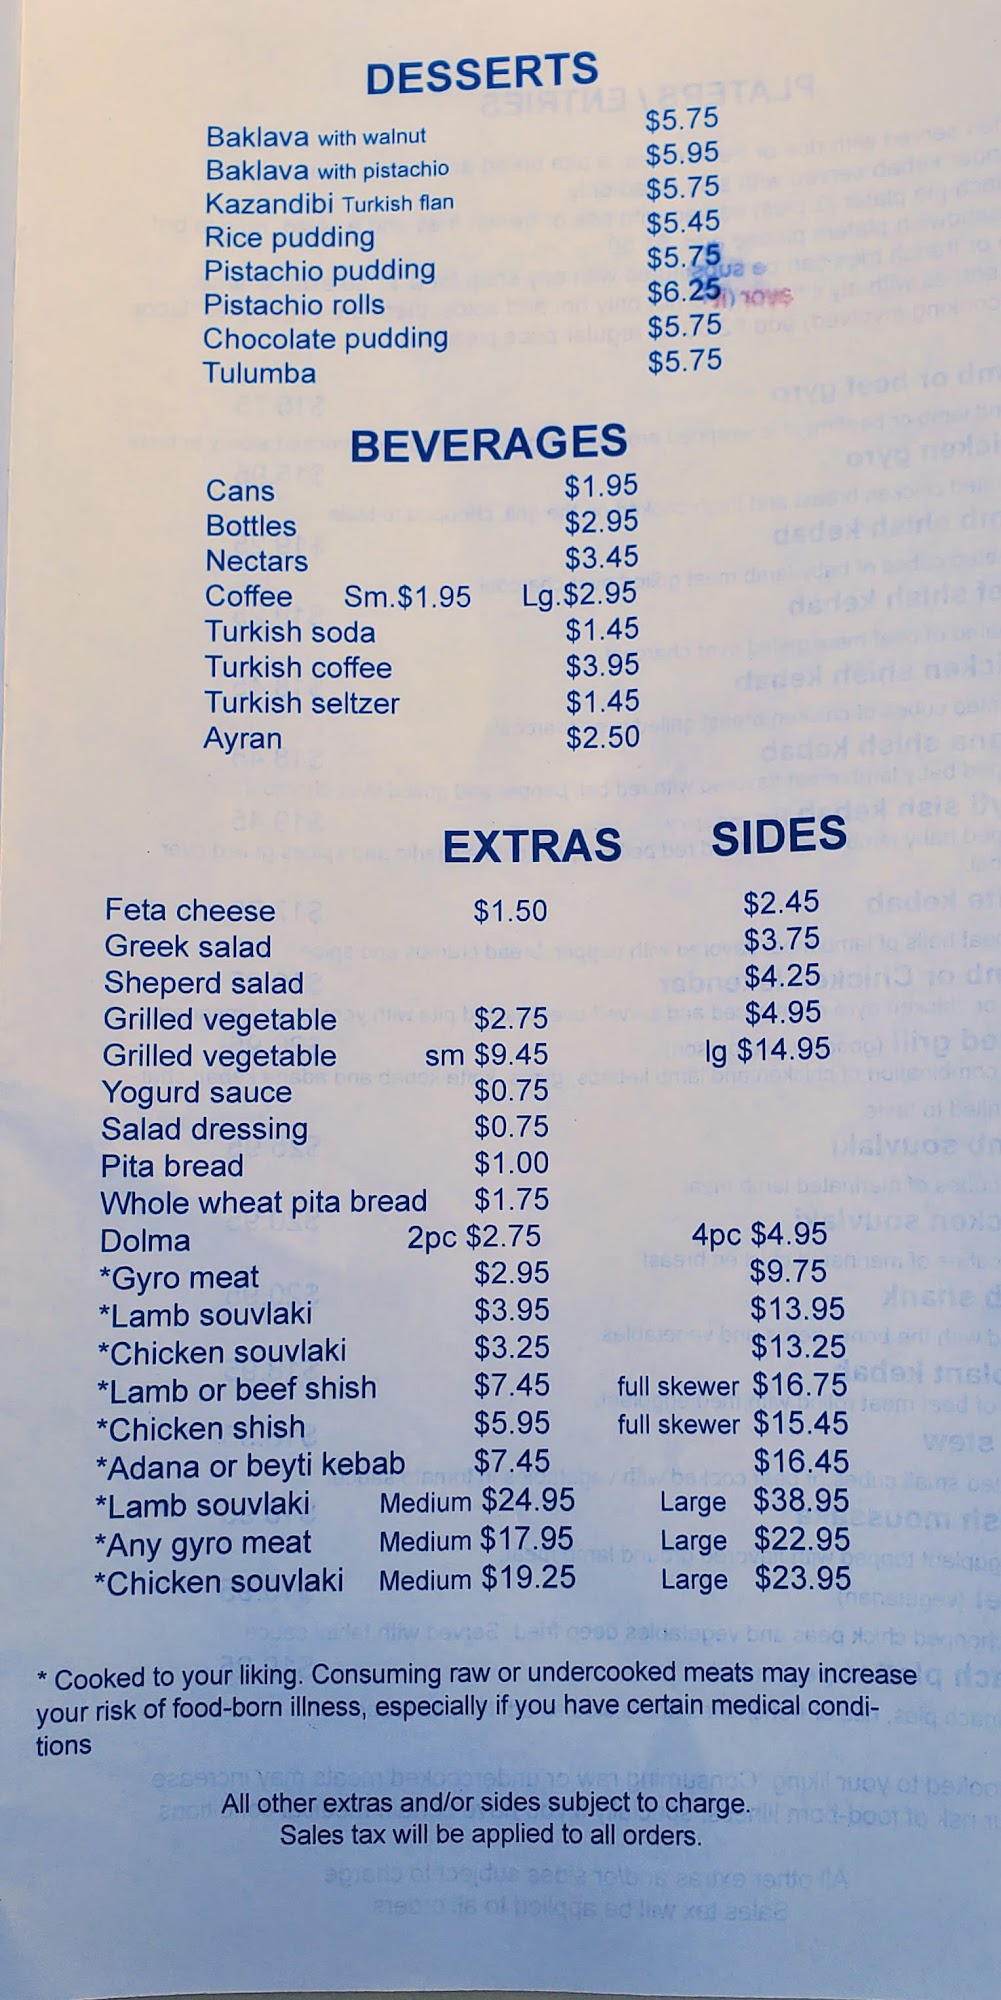 DESSERTS
Baklava with walnut $5.75
Baklava with pistachio $5.95
Kazandibi Turkish flan $5.75
Rice pudding $5.45
Pistachio pudding $5.75
Pistachio rolls $6.25
Chocolate pudding $5.75
Tulumba $5.75
BEVERAGES
Cans $1.95
Bottles $2.95
Nectars $3.45
Coffee Sm.$1.95 Lg.$2.95
Turkish soda $1.45
Turkish coffee $3.95
Turkish seltzer $1.45
Ayran $2.50
EXTRAS SIDES
Feta cheese $1.50 $2.45
Greek salad $3.75
Sheperd salad $4.25
Grilled vegetable $2.75 $4.95
Grilled vegetable sm $9.45 lg $14.95
Yogurd sauce $0.75
Salad dressing $0.75
Pita bread $1.00
Whole wheat pita bread $1.75
Dolma 2pc $2.75 4pc $4.95
*Gyro meat $2.95 $9.75
*Lamb souvlaki $3.95 $13.95
*Chicken souvlaki $3.25 $13.25
*Lamb or beef shish $7.45 full skewer $16.75
*Chicken shish $5.95 full skewer $15.45
*Adana or beyti kebab $7.45 $16.45
*Lamb souvlaki Medium $24.95 Large $38.95
*Any gyro meat Medium $17.95 Large $22.95
*Chicken souvlaki Medium $19.25 Large $23.95
* Cooked to your liking. Consuming raw or undercooked meats may increase
your risk of food-born illness, especially if you have certain medical condi-
tions
All other extras and/or sides subject to charge.
Sales tax will be applied to all orders.